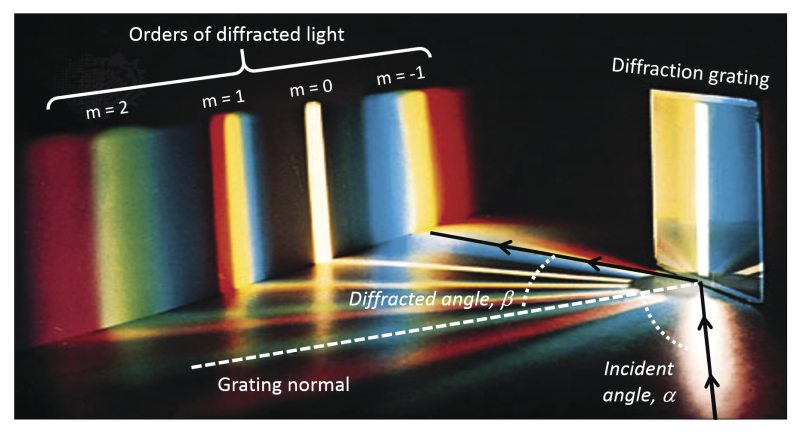 Orders of diffracted light
m = 2
m = 1
m = 0
m = -1
Diffraction grating
Diffracted angle, β
Grating normal
Incident
angle, α